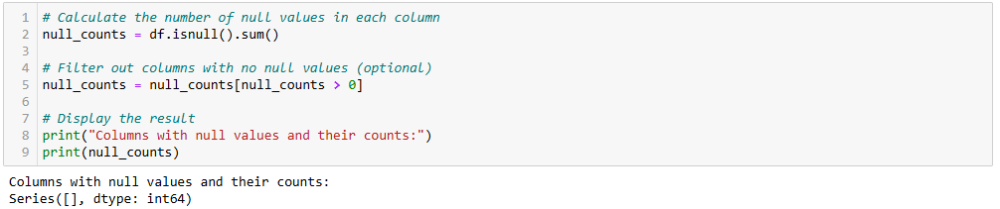 1 # Calculate the number of null values in each column
2 null_counts = df.isnull().sum()
3
4 # Filter out columns with no null values (optional)
5 null_counts = null_counts[null_counts > 0]
6
7 # Display the result
8 print("Columns with null values and their counts:")
9 print(null_counts)
Columns with null values and their counts:
Series([], dtype: int64)